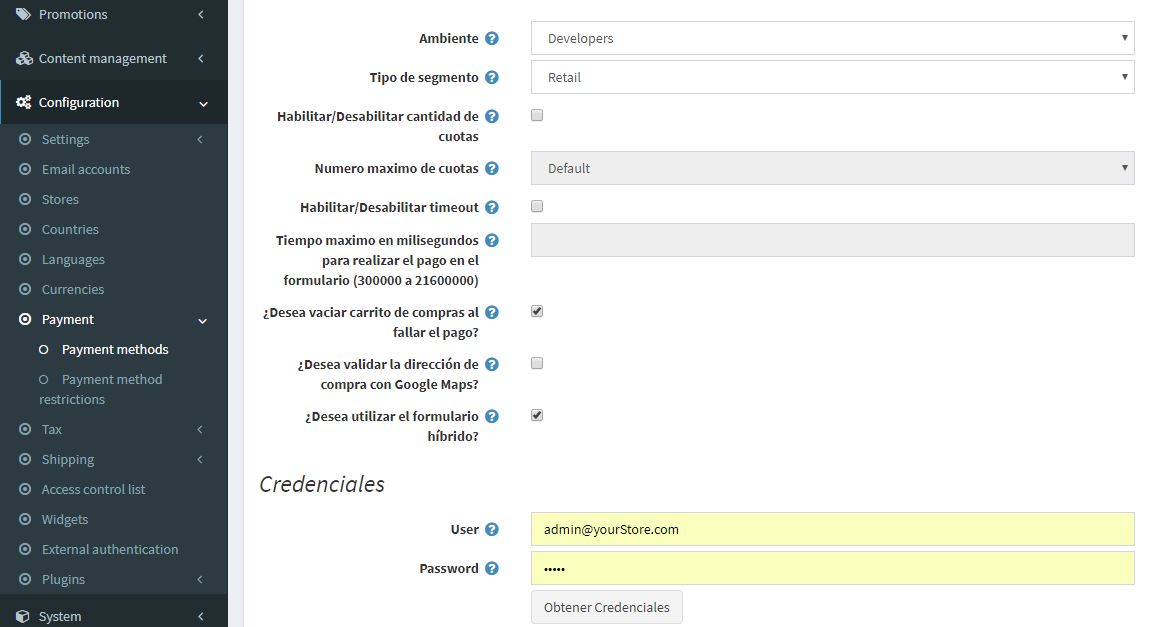 Promotions
Content management
Configuration
Settings
Email accounts
Stores
Countries
Languages
Currencies
Payment
Payment methods
Payment method
restrictions
Tax
Shipping
Access control list
Widgets
External authentication
Plugins
System
Ambiente ? Developers
Tipo de segmento ? Retail
Habilitar/Desabilitar cantidad de ?
cuotas
Numero maximo de cuotas ? Default
Habilitar/Desabilitar timeout ?
Tiempo maximo en milisegundos ?
para realizar el pago en el
formulario (300000 a 21600000)
¿Desea vaciar carrito de compras al ?
fallar el pago?
¿Desea validar la dirección de ?
compra con Google Maps?
¿Desea utilizar el formulario ?
híbrido?
Credenciales
User ? admin@yourStore.com
Password ? •••••
Obtener Credenciales